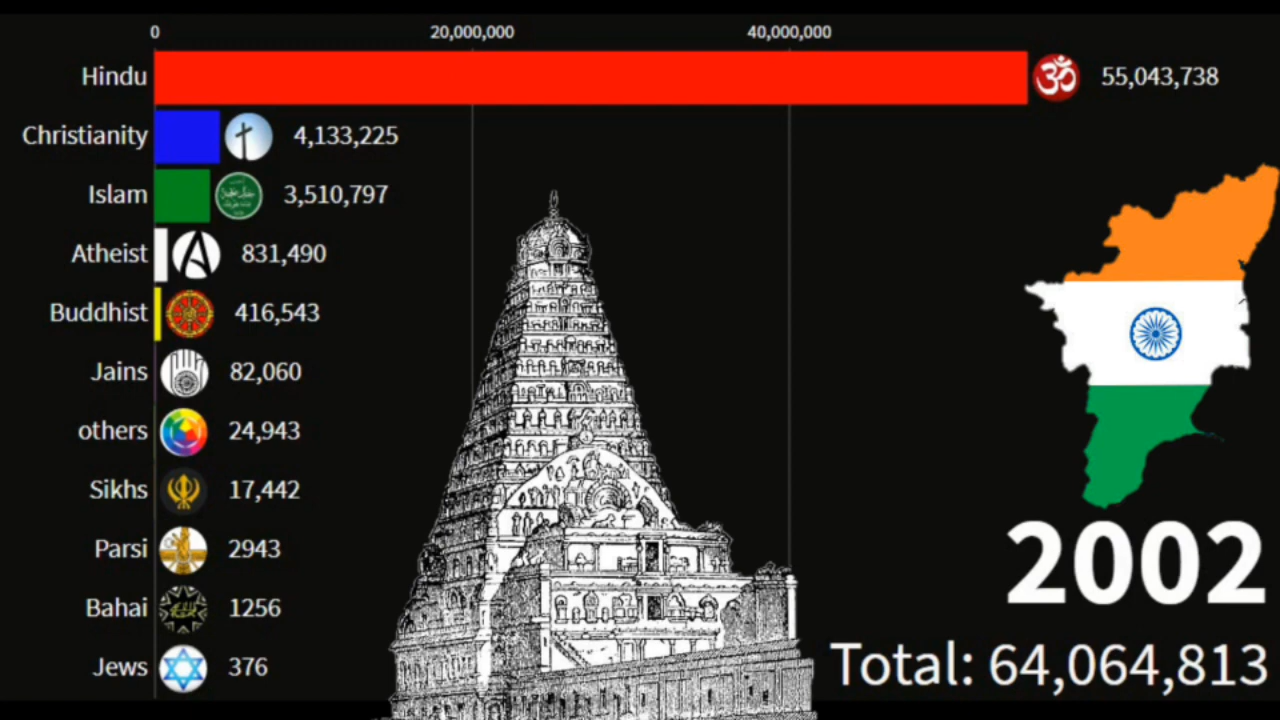 0 20,000,000 40,000,000
Hindu ॐ 55,043,738
Christianity 4,133,225
Islam 3,510,797
Atheist A 831,490
Buddhist 416,543
Jains 82,060
others 24,943
Sikhs 17,442
Parsi 2943
Bahai 1256
Jews 376
2002
Total: 64,064,813